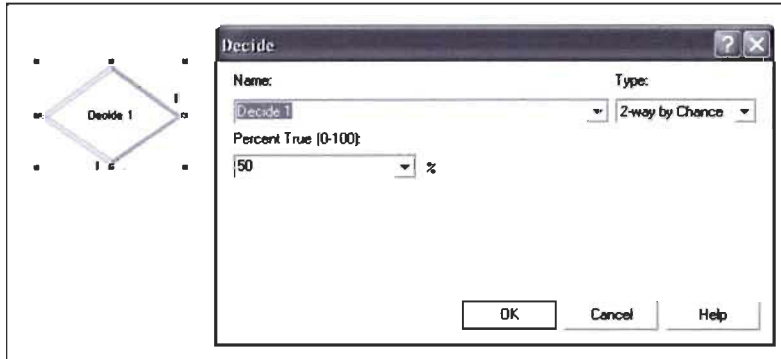 Decide 1
Decide
Name:
Type:
Decide 1
2-way by Chance
Percent True (0-100):
50
%
OK
Cancel
Help